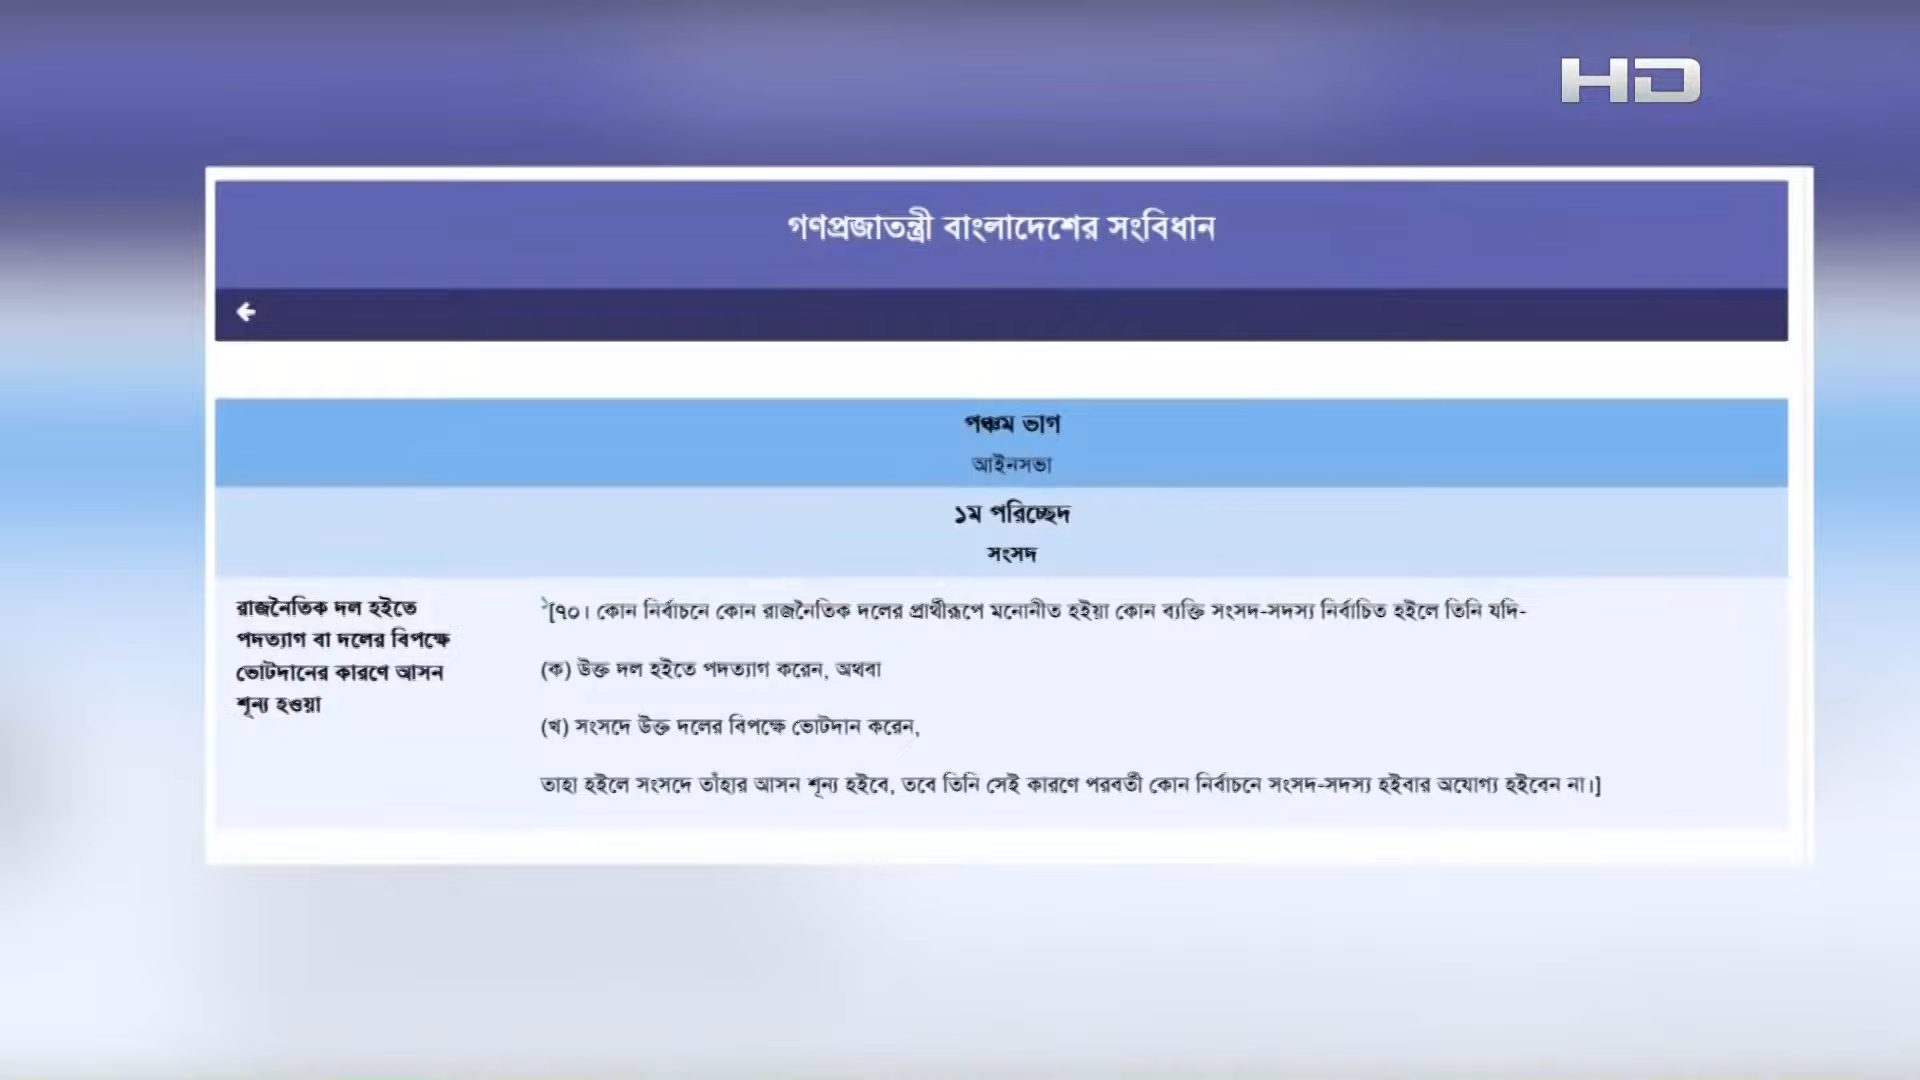 HD
গণপ্রজাতন্ত্রী বাংলাদেশের সংবিধান
পঞ্চম ভাগ
আইনসভা
১ম পরিচ্ছেদ
সংসদ
রাজনৈতিক দল হইতে
পদত্যাগ বা দলের বিপক্ষে
ভোটদানের কারণে আসন
শূন্য হওয়া
১[৭০। কোন নির্বাচনে কোন রাজনৈতিক দলের প্রার্থীরূপে মনোনীত হইয়া কোন ব্যক্তি সংসদ-সদস্য নির্বাচিত হইলে তিনি যদি-
(ক) উক্ত দল হইতে পদত্যাগ করেন, অথবা
(খ) সংসদে উক্ত দলের বিপক্ষে ভোটদান করেন,
তাহা হইলে সংসদে তাঁহার আসন শূন্য হইবে, তবে তিনি সেই কারণে পরবর্তী কোন নির্বাচনে সংসদ-সদস্য হইবার অযোগ্য হইবেন না।]